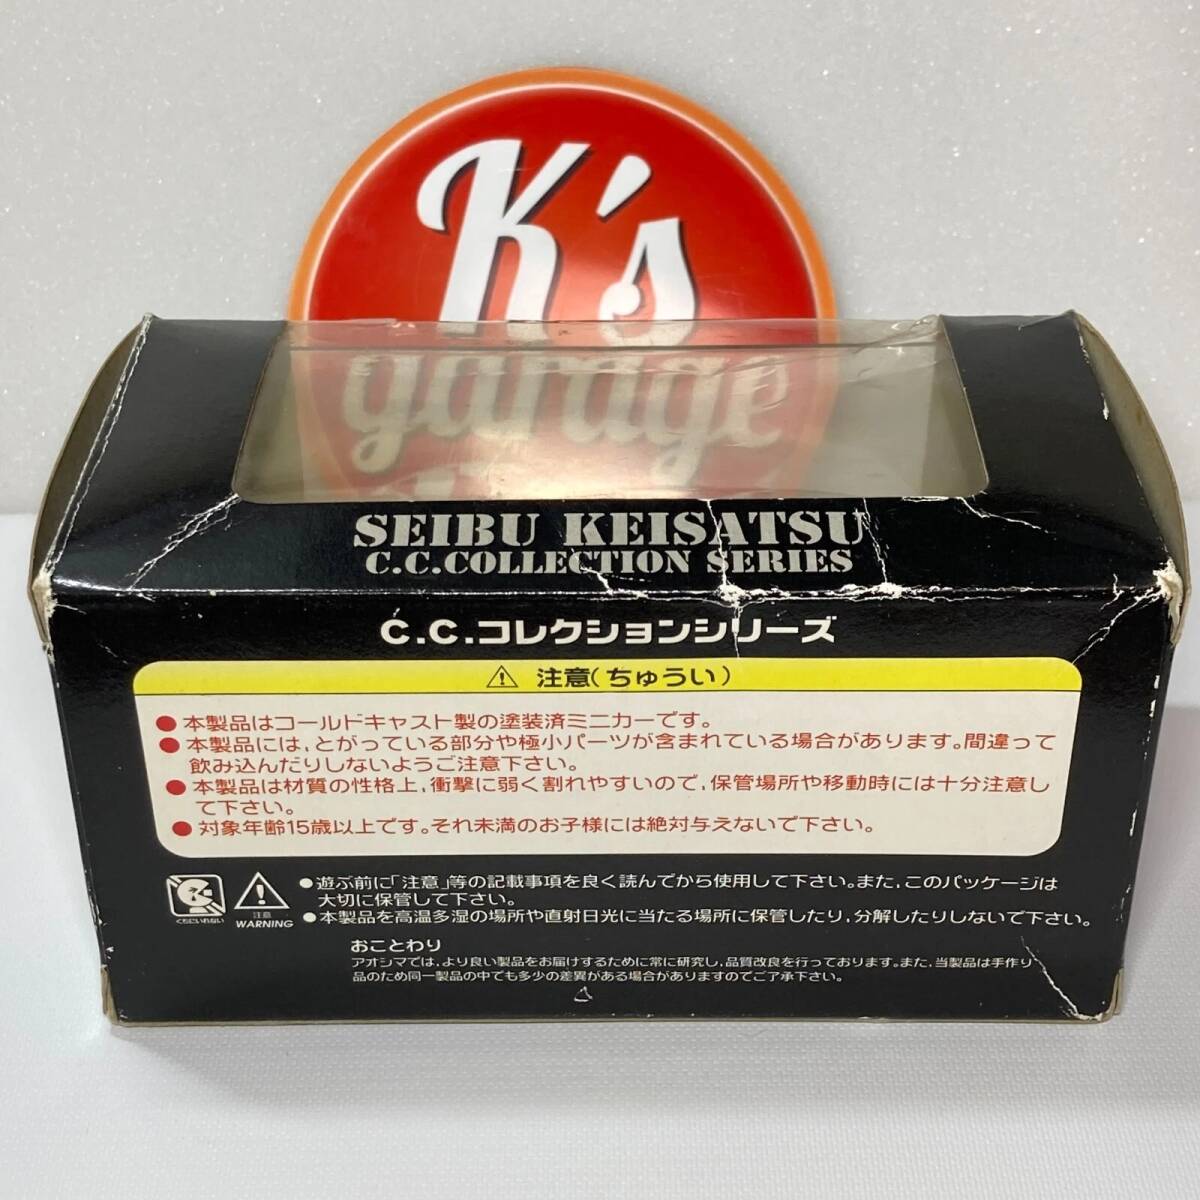 K's
garage
SEIBU KEISATSU
C.C.COLLECTION SERIES
C.C.コレクションシリーズ
⚠ 注意(ちゅうい)
●本製品はコールドキャスト製の塗装済ミニカーです。
●本製品には,とがっている部分や極小パーツが含まれている場合があります。間違って
飲み込んだりしないようご注意下さい。
●本製品は材質の性格上,衝撃に弱く割れやすいので,保管場所や移動時には十分注意し
て下さい。
●対象年齢15歳以上です。それ未満のお子様には絶対与えないで下さい。
くちにいれない
注意
WARNING
●遊ぶ前に「注意」等の記載事項を良く読んでから使用して下さい。また,このパッケージは
大切に保管して下さい。
●本製品を高温多湿の場所や直射日光に当たる場所に保管したり,分解したりしないで下さい。
おことわり
アオシマでは,より良い製品をお届けするために常に研究し,品質改良を行っております。また,当製品は手作り
品のため同一製品の中でも多少の差異がある場合がありますのでご了承下さい。